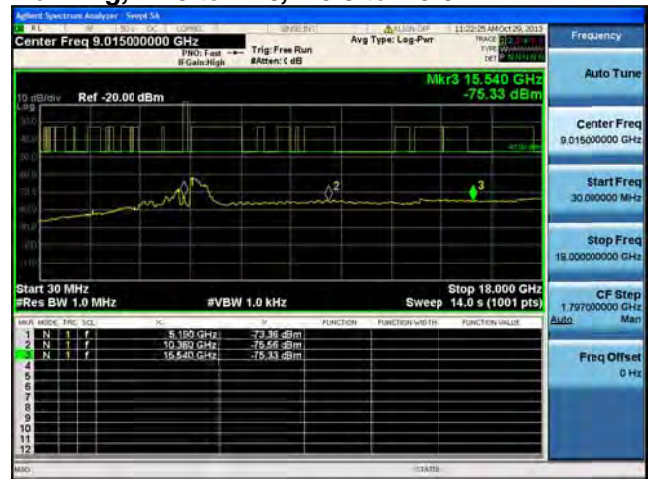 Agilent Spectrum Analyzer - Swept SA
RL
Center Freq 9.015000000 GHz
PNO: Fast
IFGain:High
Trig: Free Run
#Atten: 0 dB
ALIGN OFF
Avg Type: Log-Pwr
11:22:25 AM Oct 29, 2013
TRACE
TYPE
DET
Mkr3 15.540 GHz
-75.33 dBm
10 dB/div Ref -20.00 dBm
Log
2
3
Start 30 MHz
#Res BW 1.0 MHz
#VBW 1.0 kHz
Stop 18.000 GHz
Sweep 14.0 s (1001 pts)
MKR MODE TRC SCL X Y FUNCTION FUNCTION WIDTH FUNCTION VALUE
1 N 1 f 5.190 GHz -73.36 dBm
2 N 1 f 10.380 GHz -75.56 dBm
3 N 1 f 15.540 GHz -75.33 dBm
4
5
6
7
8
9
10
11
12
MSG
STATUS
Frequency
Auto Tune
Center Freq
9.015000000 GHz
Start Freq
30.000000 MHz
Stop Freq
18.000000000 GHz
CF Step
1.797000000 GHz
Auto Man
Freq Offset
0 Hz